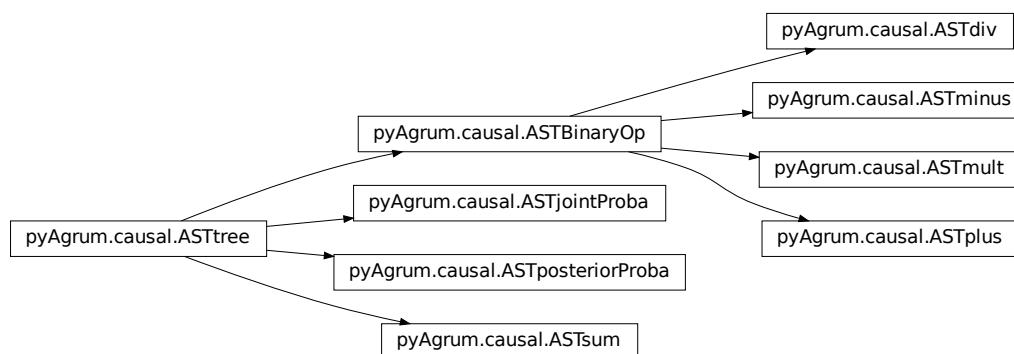 pyAgrum.causal.ASTdiv
pyAgrum.causal.ASTminus
pyAgrum.causal.ASTBinaryOp
pyAgrum.causal.ASTmult
pyAgrum.causal.ASTjointProba
pyAgrum.causal.ASTtree
pyAgrum.causal.ASTplus
pyAgrum.causal.ASTposteriorProba
pyAgrum.causal.ASTsum